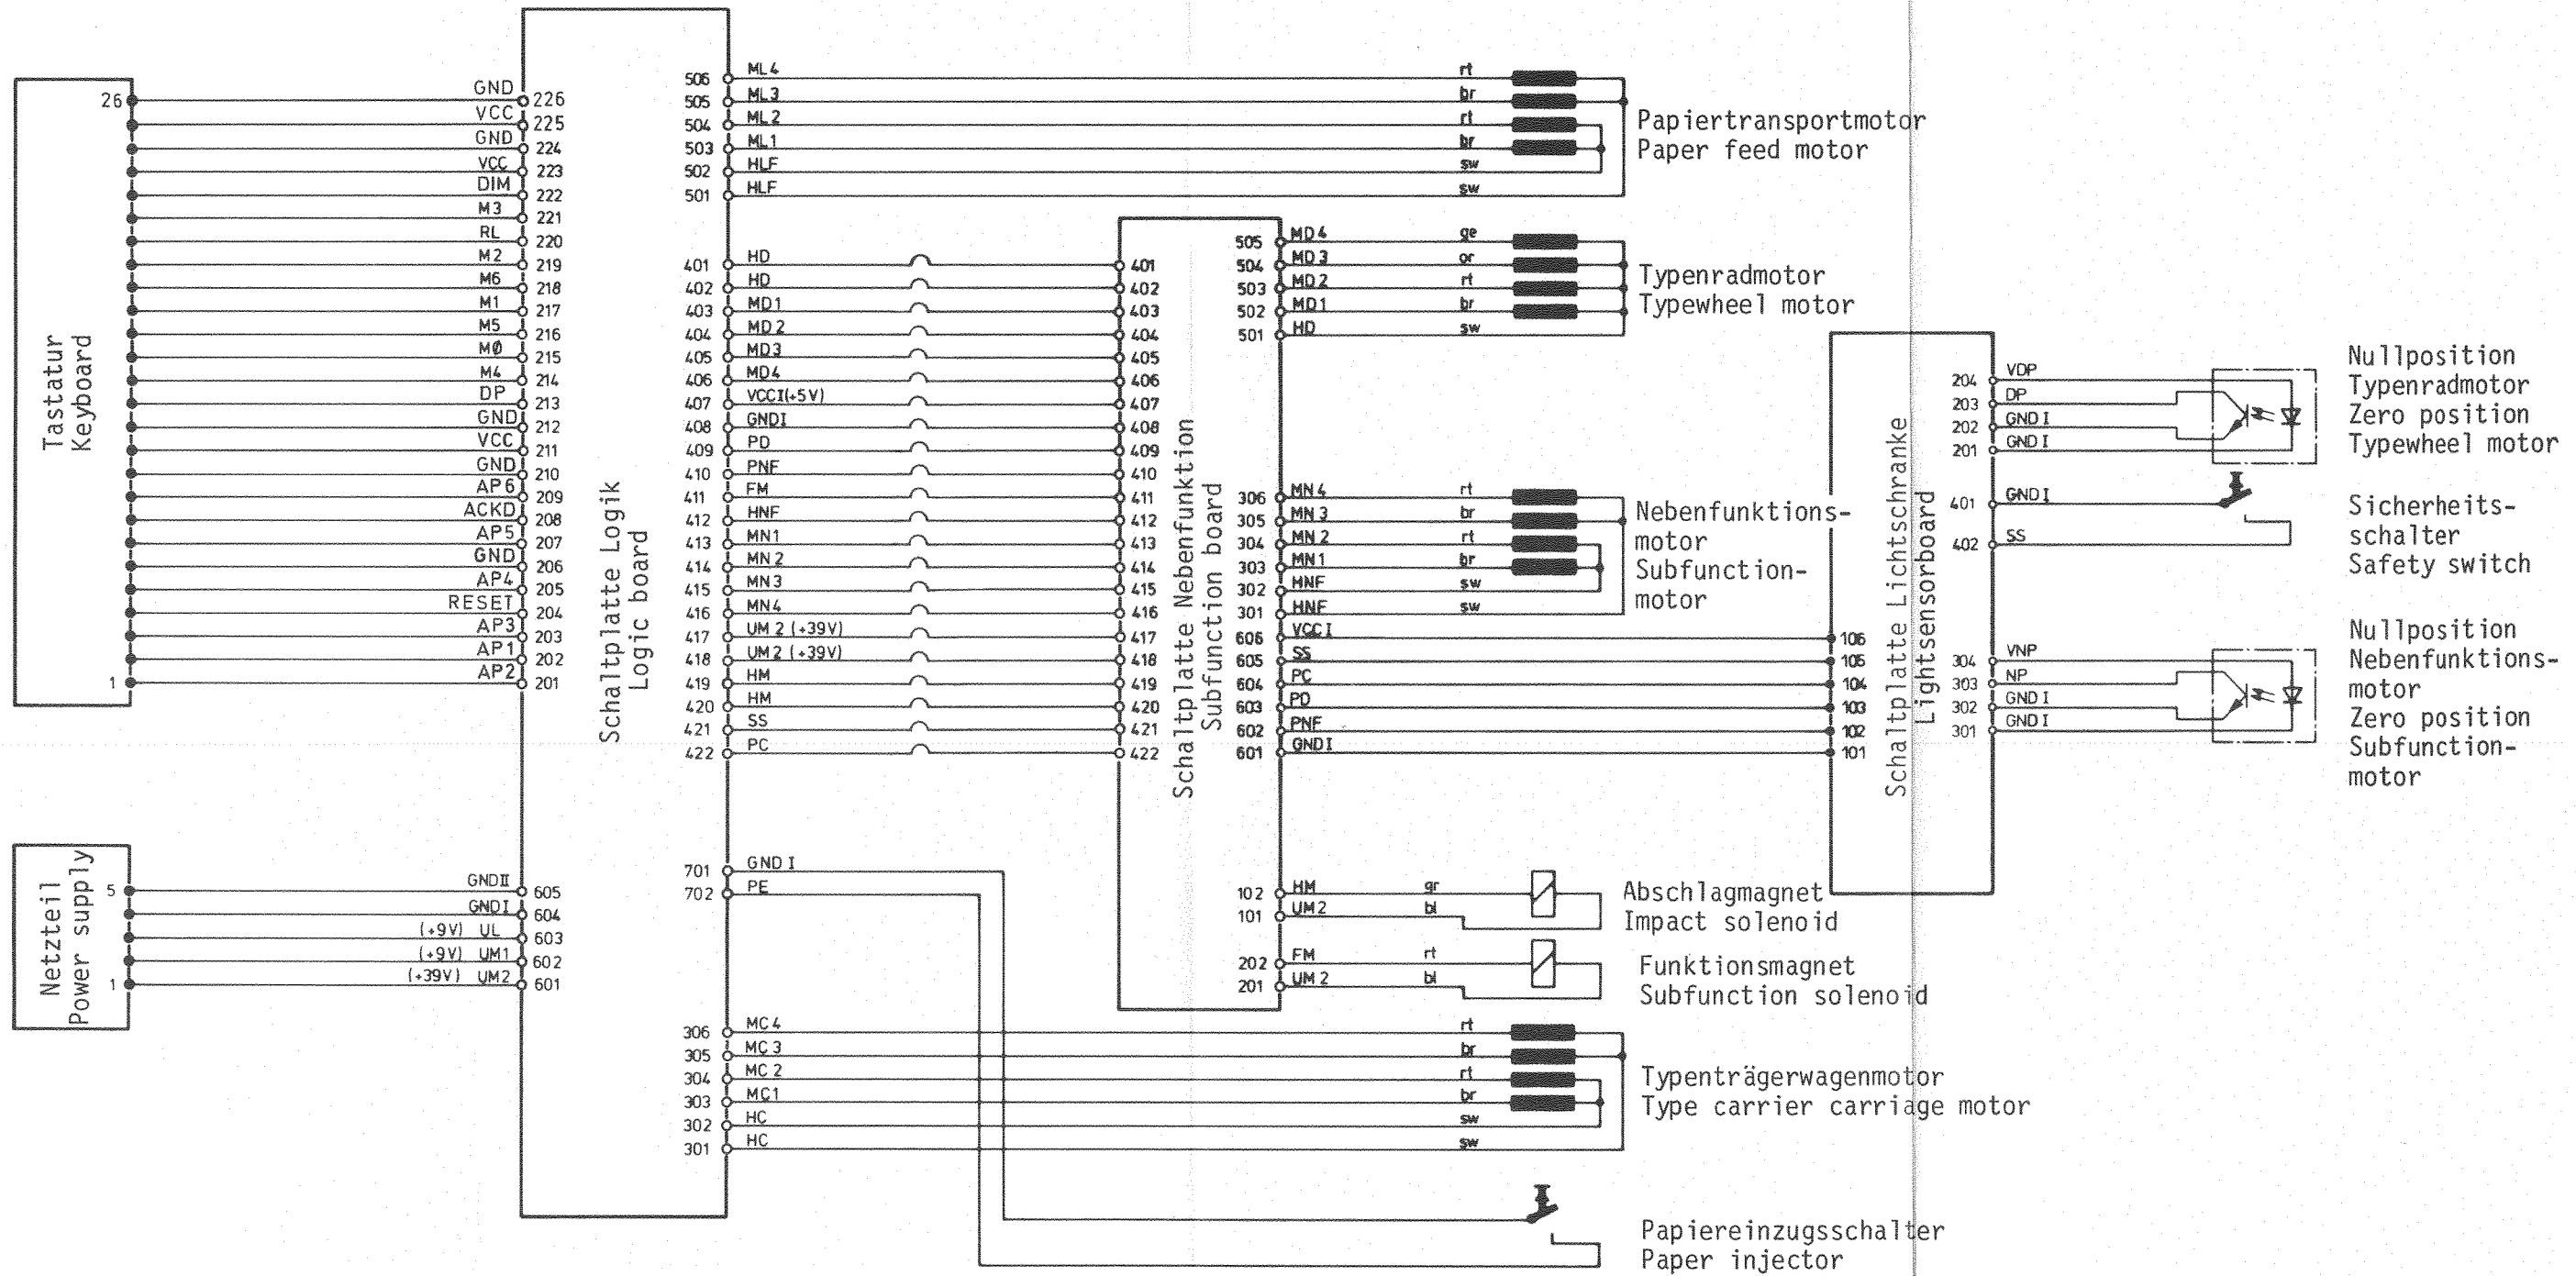 Tastatur
Keyboard
26
1
GND 226
VCC 225
GND 224
VCC 223
DIM 222
M3 221
RL 220
M2 219
M6 218
M1 217
M5 216
MØ 215
M4 214
DP 213
GND 212
VCC 211
GND 210
AP6 209
ACKD 208
AP5 207
GND 206
AP4 205
RESET 204
AP3 203
AP1 202
AP2 201
Netzteil
Power supply
5
1
GNDII 605
GNDI 604
(+9V) UL 603
(+9V) UM1 602
(+39V) UM2 601
Schaltplatte Logik
Logic board
506 ML4 rt
505 ML3 br
504 ML2 rt
503 ML1 br
502 HLF sw
501 HLF sw
Papiertransportmotor
Paper feed motor
401 HD 401
402 HD 402
403 MD1 403
404 MD2 404
405 MD3 405
406 MD4 406
407 VCCI(+5V) 407
408 GNDI 408
409 PD 409
410 PNF 410
411 FM 411
412 HNF 412
413 MN1 413
414 MN2 414
415 MN3 415
416 MN4 416
417 UM2 (+39V) 417
418 UM2 (+39V) 418
419 HM 419
420 HM 420
421 SS 421
422 PC 422
701 GND I
702 PE
306 MC4 rt
305 MC3 br
304 MC2 rt
303 MC1 br
302 HC sw
301 HC sw
Typenträgerwagenmotor
Type carrier carriage motor
Papiereinzugsschalter
Paper injector
Schaltplatte Nebenfunktion
Subfunction board
505 MD4 ge
504 MD3 or
503 MD2 rt
502 MD1 br
501 HD sw
Typenradmotor
Typewheel motor
306 MN4 rt
305 MN3 br
304 MN2 rt
303 MN1 br
302 HNF sw
301 HNF sw
Nebenfunktions-
motor
Subfunction-
motor
606 VCCI 106
605 SS 105
604 PC 104
603 PD 103
602 PNF 102
601 GNDI 101
102 HM gr
101 UM2 bl
Abschlagmagnet
Impact solenoid
202 FM rt
201 UM2 bl
Funktionsmagnet
Subfunction solenoid
Schaltplatte Lichtschranke
Lightsensorboard
204 VDP
203 DP
202 GND I
201 GND I
Nullposition
Typenradmotor
Zero position
Typewheel motor
401 GND I
402 SS
Sicherheits-
schalter
Safety switch
304 VNP
303 NP
302 GND I
301 GND I
Nullposition
Nebenfunktions-
motor
Zero position
Subfunction-
motor